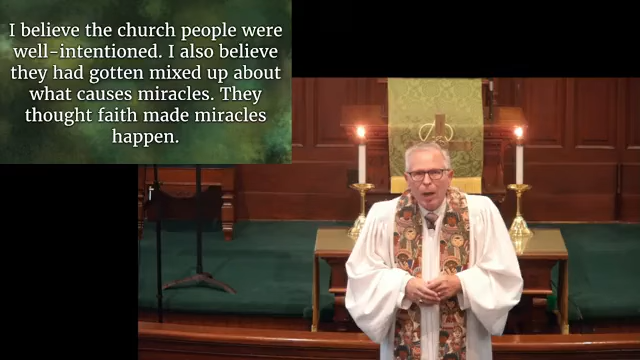 I believe the church people were
well-intentioned. I also believe
they had gotten mixed up about
what causes miracles. They
thought faith made miracles
happen.